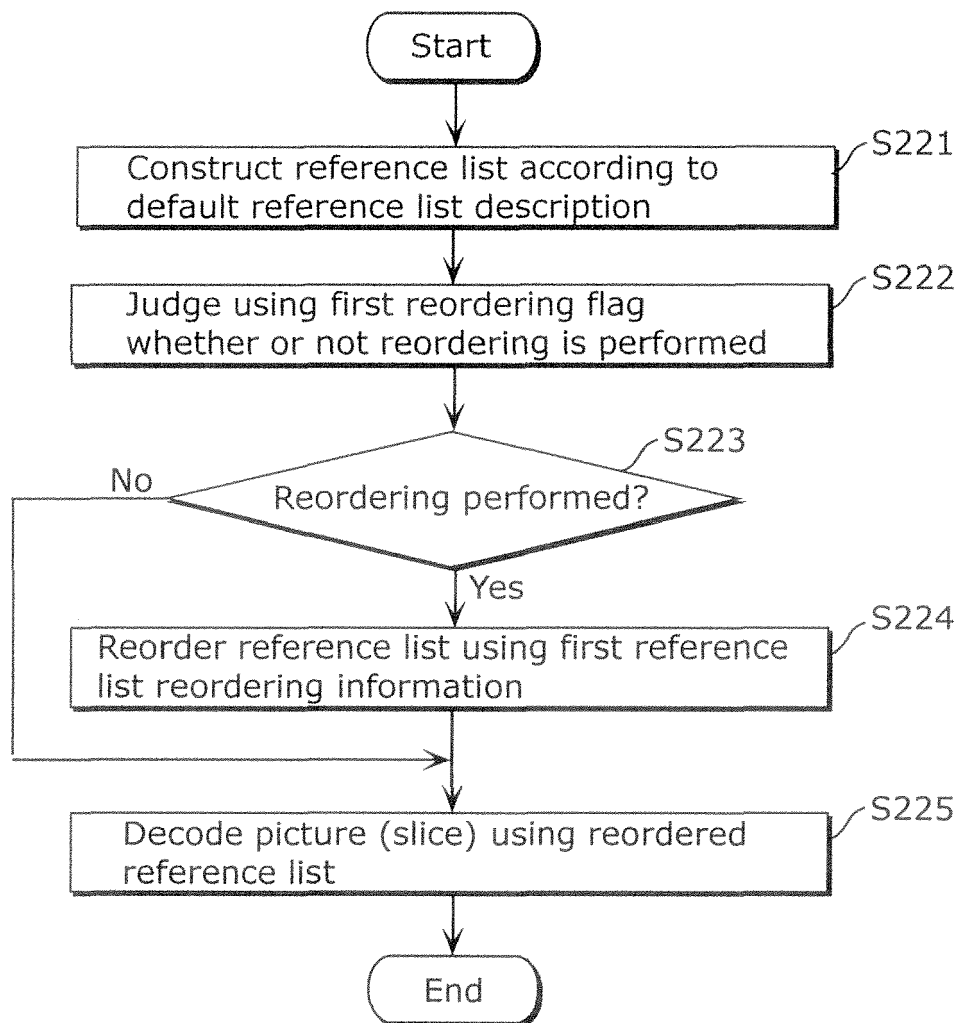 Start
S221
Construct reference list according to
default reference list description
S222
Judge using first reordering flag
whether or not reordering is performed
S223
No
Reordering performed?
Yes
S224
Reorder reference list using first reference
list reordering information
S225
Decode picture (slice) using reordered
reference list
End